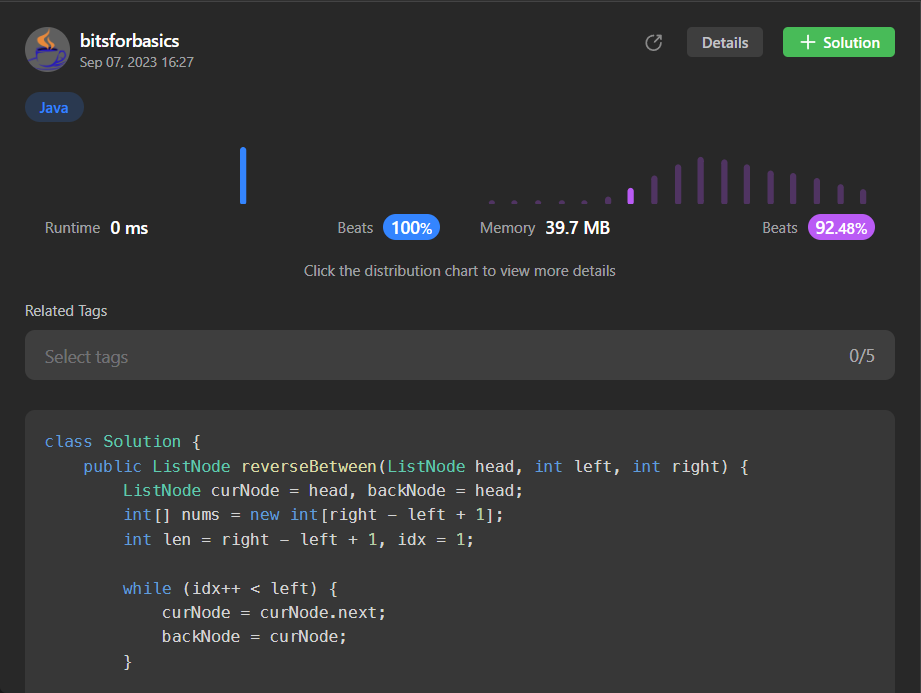 bitsforbasics
Sep 07, 2023 16:27
Details
+ Solution
Java
Runtime 0 ms
Beats 100%
Memory 39.7 MB
Beats 92.48%
Click the distribution chart to view more details
Related Tags
Select tags 0/5
class Solution {
    public ListNode reverseBetween(ListNode head, int left, int right) {
        ListNode curNode = head, backNode = head;
        int[] nums = new int[right - left + 1];
        int len = right - left + 1, idx = 1;

        while (idx++ < left) {
            curNode = curNode.next;
            backNode = curNode;
        }